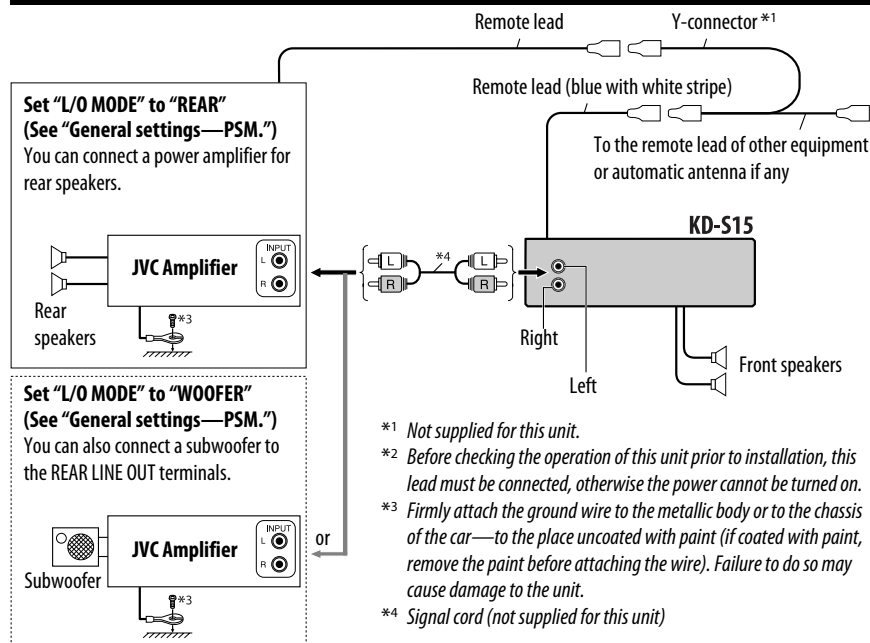 Remote lead
Y-connector *1
Remote lead (blue with white stripe)
To the remote lead of other equipment
or automatic antenna if any
Set “L/O MODE” to “REAR”
(See “General settings—PSM.”)
You can connect a power amplifier for
rear speakers.
JVC Amplifier
INPUT
L
R
Rear
speakers
*3
L
R
*4
L
R
KD-S15
Right
Left
Front speakers
Set “L/O MODE” to “WOOFER”
(See “General settings—PSM.”)
You can also connect a subwoofer to
the REAR LINE OUT terminals.
JVC Amplifier
INPUT
L
R
or
Subwoofer
*3
*1 Not supplied for this unit.
*2 Before checking the operation of this unit prior to installation, this
lead must be connected, otherwise the power cannot be turned on.
*3 Firmly attach the ground wire to the metallic body or to the chassis
of the car—to the place uncoated with paint (if coated with paint,
remove the paint before attaching the wire). Failure to do so may
cause damage to the unit.
*4 Signal cord (not supplied for this unit)